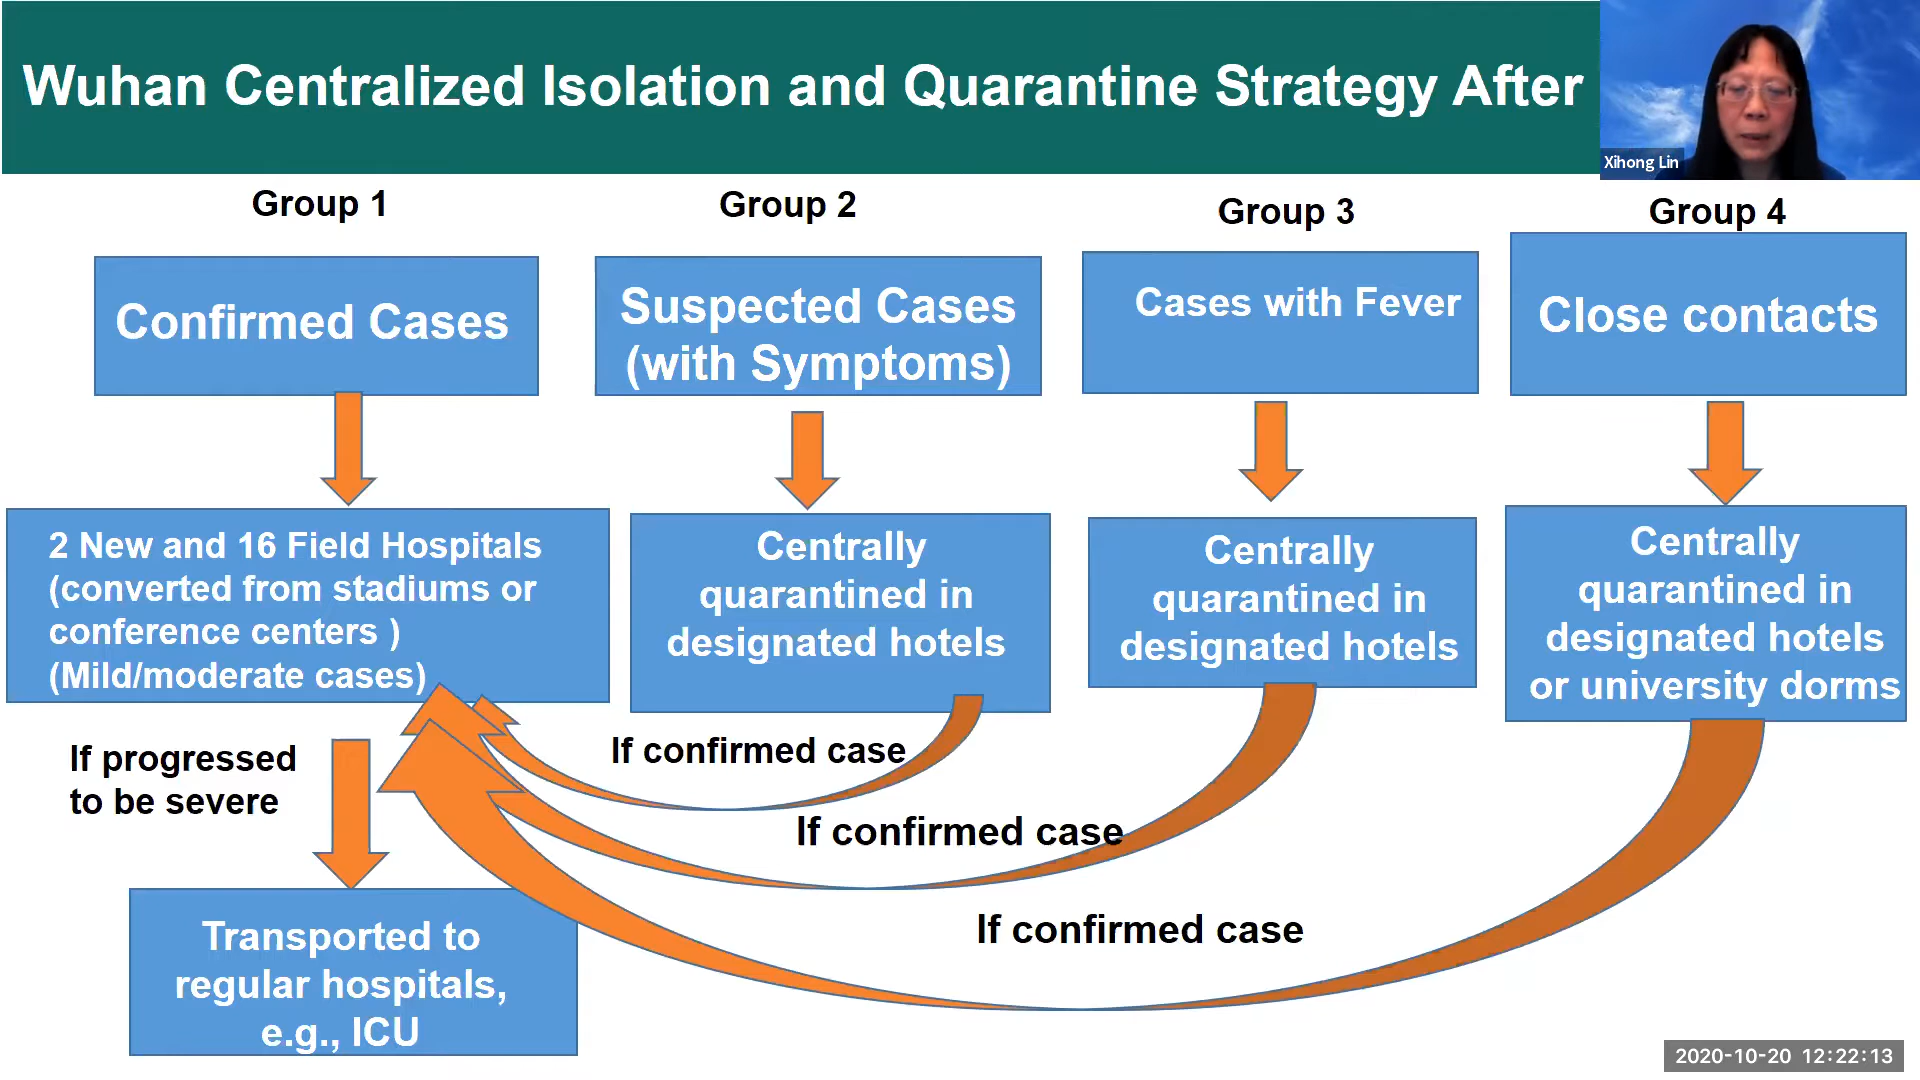 Wuhan Centralized Isolation and Quarantine Strategy After
Xihong Lin
Group 1
Group 2
Group 3
Group 4
Confirmed Cases
Suspected Cases
(with Symptoms)
Cases with Fever
Close contacts
2 New and 16 Field Hospitals
(converted from stadiums or
conference centers )
(Mild/moderate cases)
Centrally
quarantined in
designated hotels
Centrally
quarantined in
designated hotels
Centrally
quarantined in
designated hotels
or university dorms
If progressed
to be severe
If confirmed case
If confirmed case
If confirmed case
Transported to
regular hospitals,
e.g., ICU
2020-10-20 12:22:13